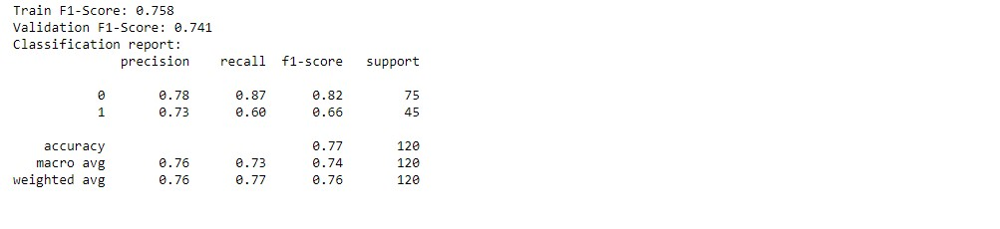 Train F1-Score: 0.758
Validation F1-Score: 0.741
Classification report:
precision recall f1-score support
0 0.78 0.87 0.82 75
1 0.73 0.60 0.66 45
accuracy 0.77 120
macro avg 0.76 0.73 0.74 120
weighted avg 0.76 0.77 0.76 120